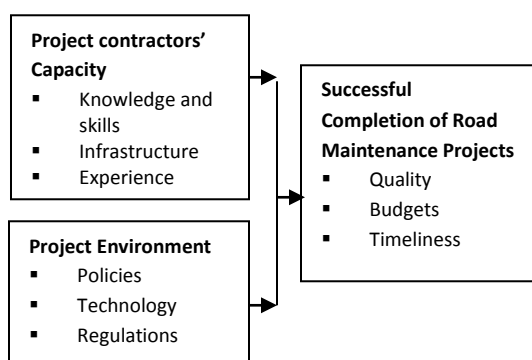 Project contractors’
Capacity
▪ Knowledge and
skills
▪ Infrastructure
▪ Experience
Project Environment
▪ Policies
▪ Technology
▪ Regulations
Successful
Completion of Road
Maintenance Projects
▪ Quality
▪ Budgets
▪ Timeliness